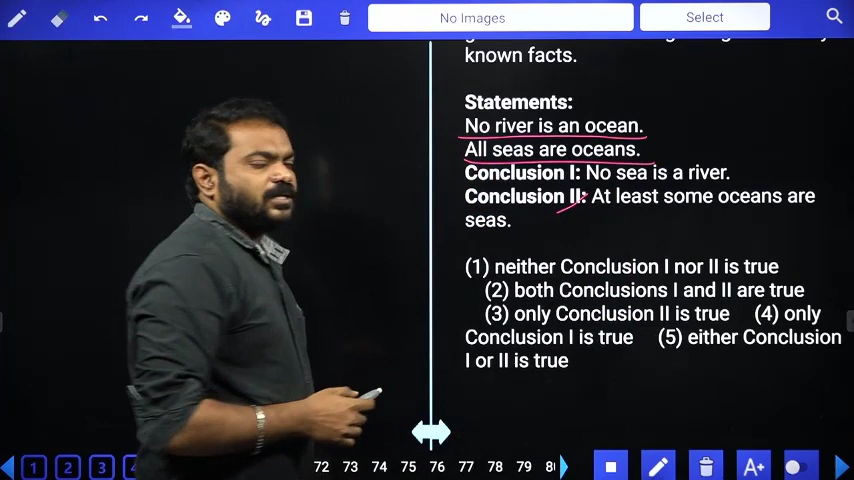 No Images
Select
known facts.
Statements:
No river is an ocean.
All seas are oceans.
Conclusion I: No sea is a river.
Conclusion II: At least some oceans are
seas.
(1) neither Conclusion I nor II is true
(2) both Conclusions I and II are true
(3) only Conclusion II is true (4) only
Conclusion I is true (5) either Conclusion
I or II is true
1 2 3 4 72 73 74 75 76 77 78 79 A+